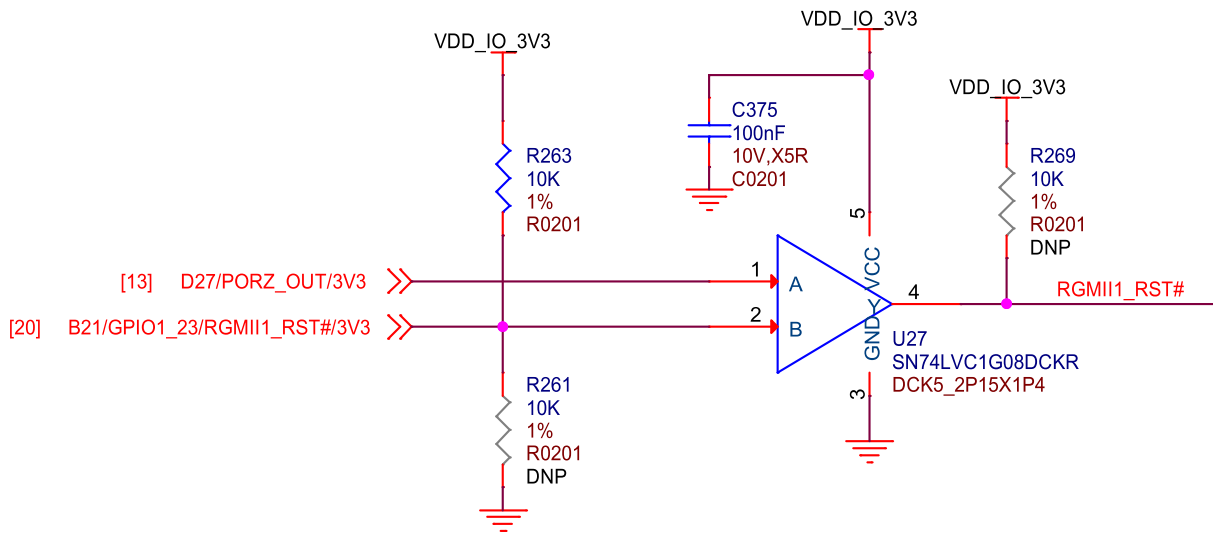 VDD_IO_3V3
VDD_IO_3V3
VDD_IO_3V3
C375
100nF
10V,X5R
C0201
R263
10K
1%
R0201
R269
10K
1%
R0201
DNP
5
VCC
[13] D27/PORZ_OUT/3V3
1
A
[20] B21/GPIO1_23/RGMII1_RST#/3V3
2
B
Y
4
RGMII1_RST#
GND
3
U27
SN74LVC1G08DCKR
DCK5_2P15X1P4
R261
10K
1%
R0201
DNP